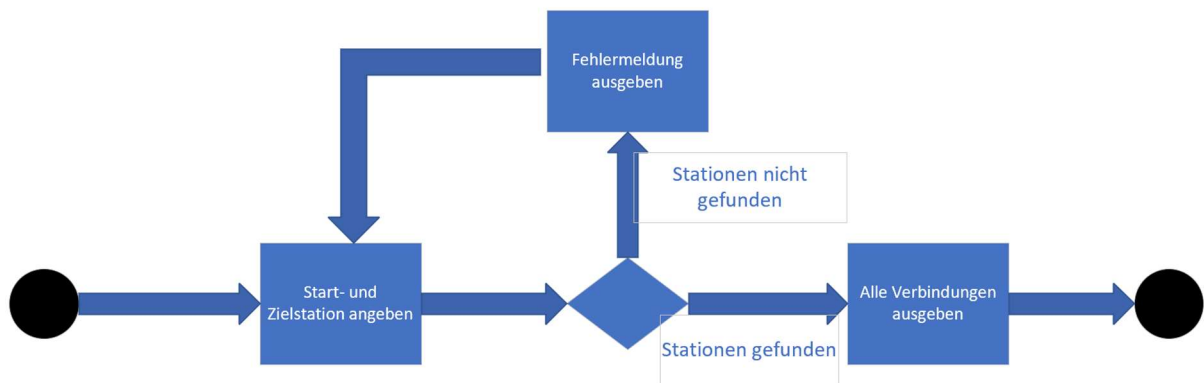 Fehlermeldung
ausgeben
Stationen nicht
gefunden
Start- und
Zielstation angeben
Alle Verbindungen
ausgeben
Stationen gefunden